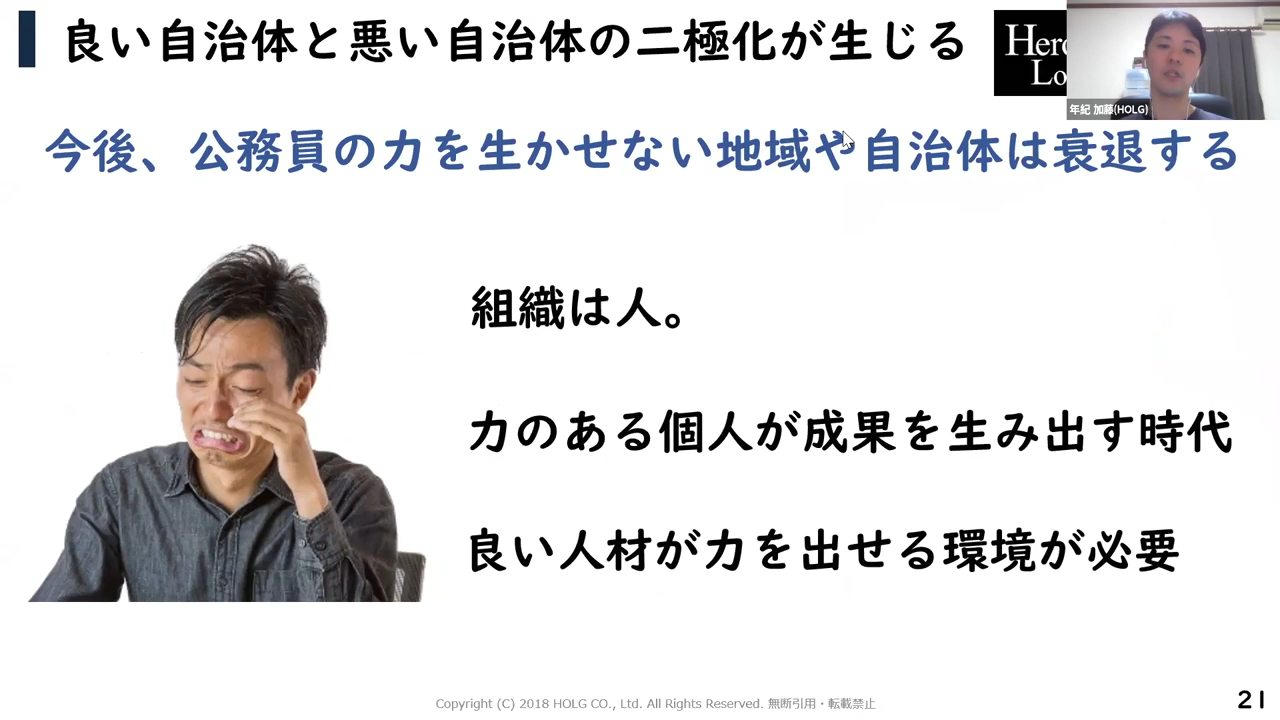 良い自治体と悪い自治体の二極化が生じる
Hero
Lo
年紀 加藤(HOLG)
今後、公務員の力を生かせない地域や自治体は衰退する
組織は人。
力のある個人が成果を生み出す時代
良い人材が力を出せる環境が必要
Copyright (C) 2018 HOLG CO., Ltd. All Rights Reserved. 無断引用・転載禁止
21